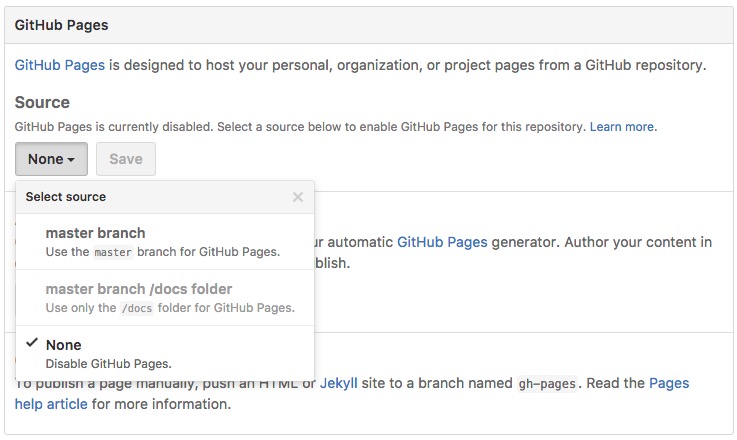 GitHub Pages
GitHub Pages is designed to host your personal, organization, or project pages from a GitHub repository.
Source
GitHub Pages is currently disabled. Select a source below to enable GitHub Pages for this repository. Learn more.
None Save
Select source
master branch
Use the master branch for GitHub Pages.
ur automatic GitHub Pages generator. Author your content in
master branch /docs folder
blish.
Use only the /docs folder for GitHub Pages.
None
Disable GitHub Pages.
To publish a page manually, push an HTML or Jekyll site to a branch named gh-pages. Read the Pages
help article for more information.